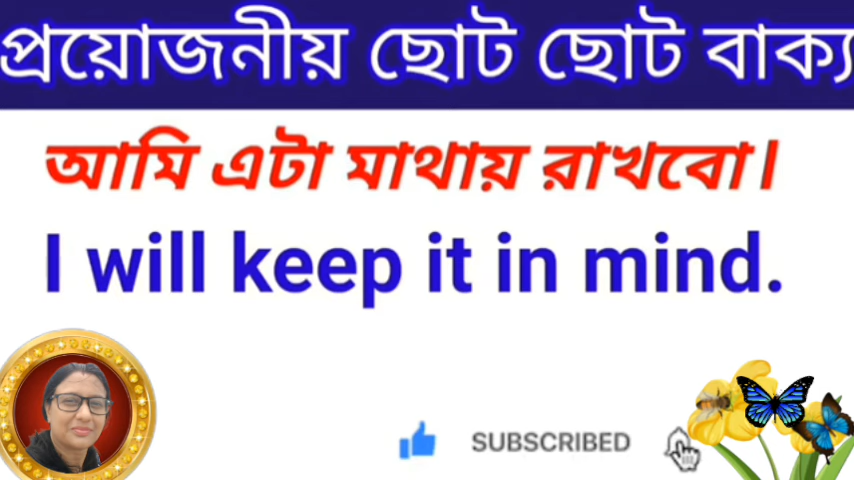 প্রয়োজনীয় ছোট ছোট বাক্য
আমি এটা মাথায় রাখবো।
I will keep it in mind.
SUBSCRIBED